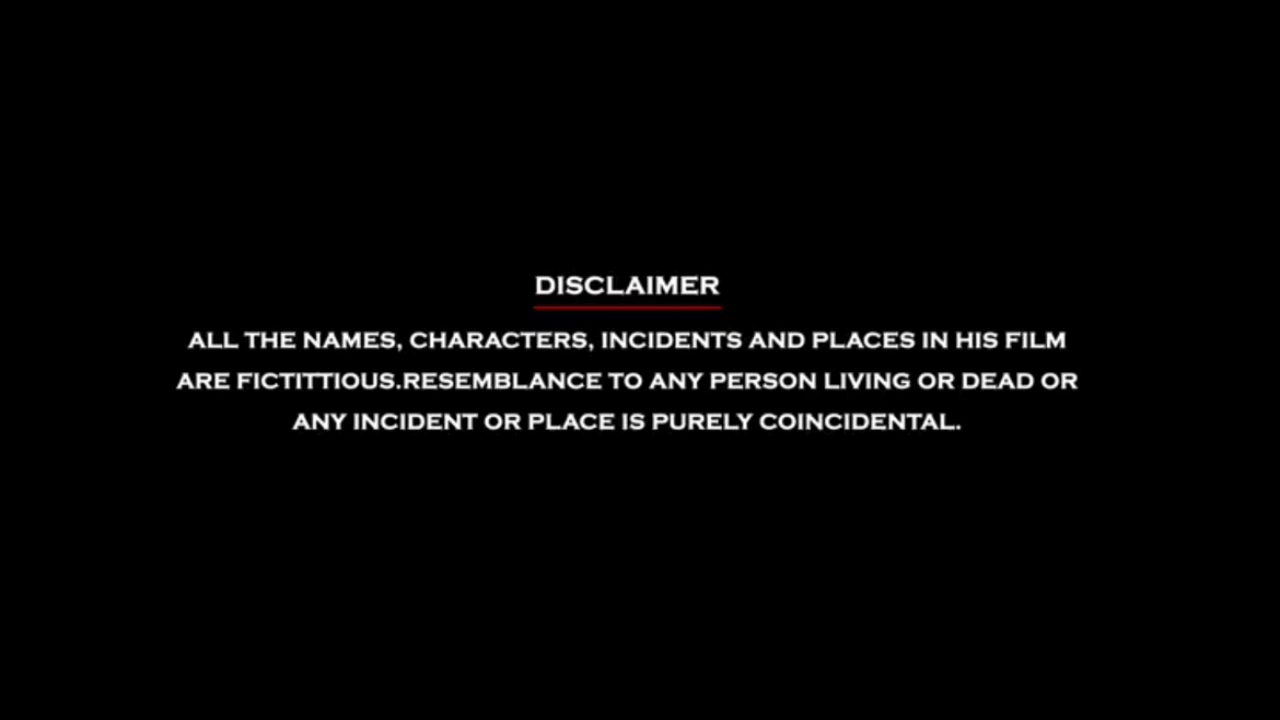 DISCLAIMER
ALL THE NAMES, CHARACTERS, INCIDENTS AND PLACES IN HIS FILM
ARE FICTITTIOUS.RESEMBLANCE TO ANY PERSON LIVING OR DEAD OR
ANY INCIDENT OR PLACE IS PURELY COINCIDENTAL.